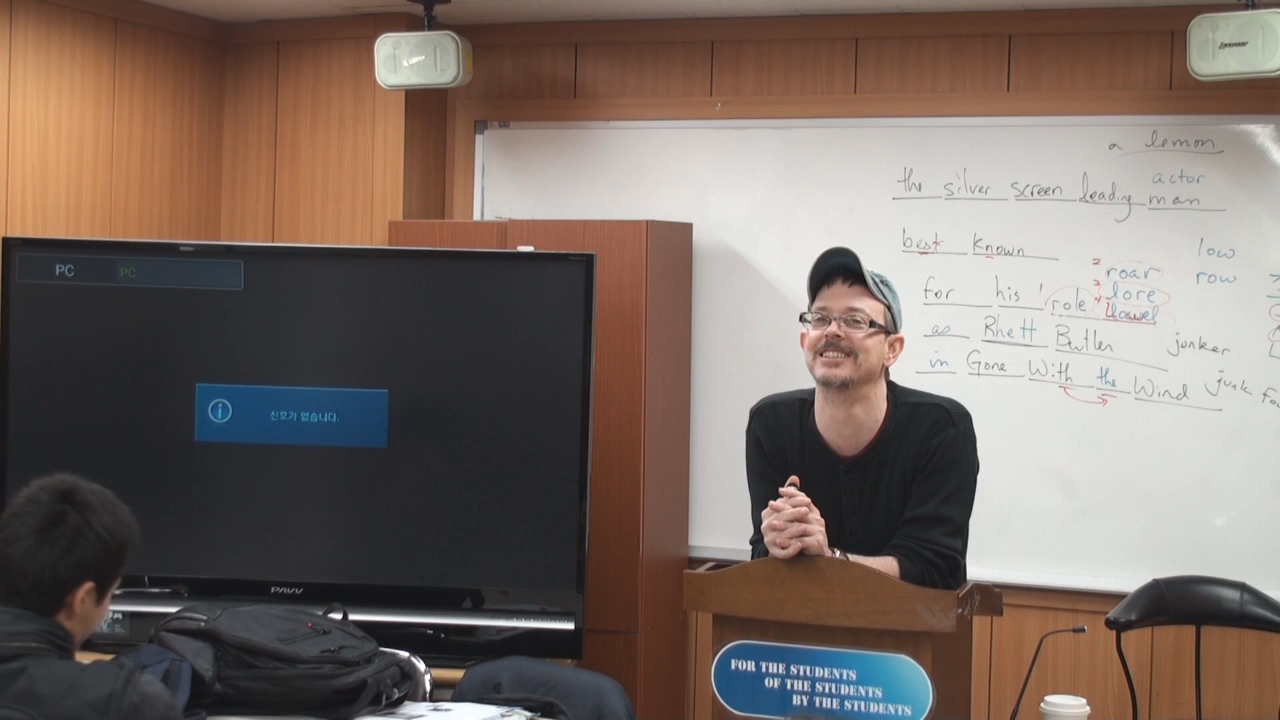 a lemon
actor
the silver screen leading man
best known
low
roar row
for his role lore
as Rhett Butler junker
in Gone With the Wind junk
PC PC
신호가 없습니다.
PAVV
FOR THE STUDENTS
OF THE STUDENTS
BY THE STUDENTS